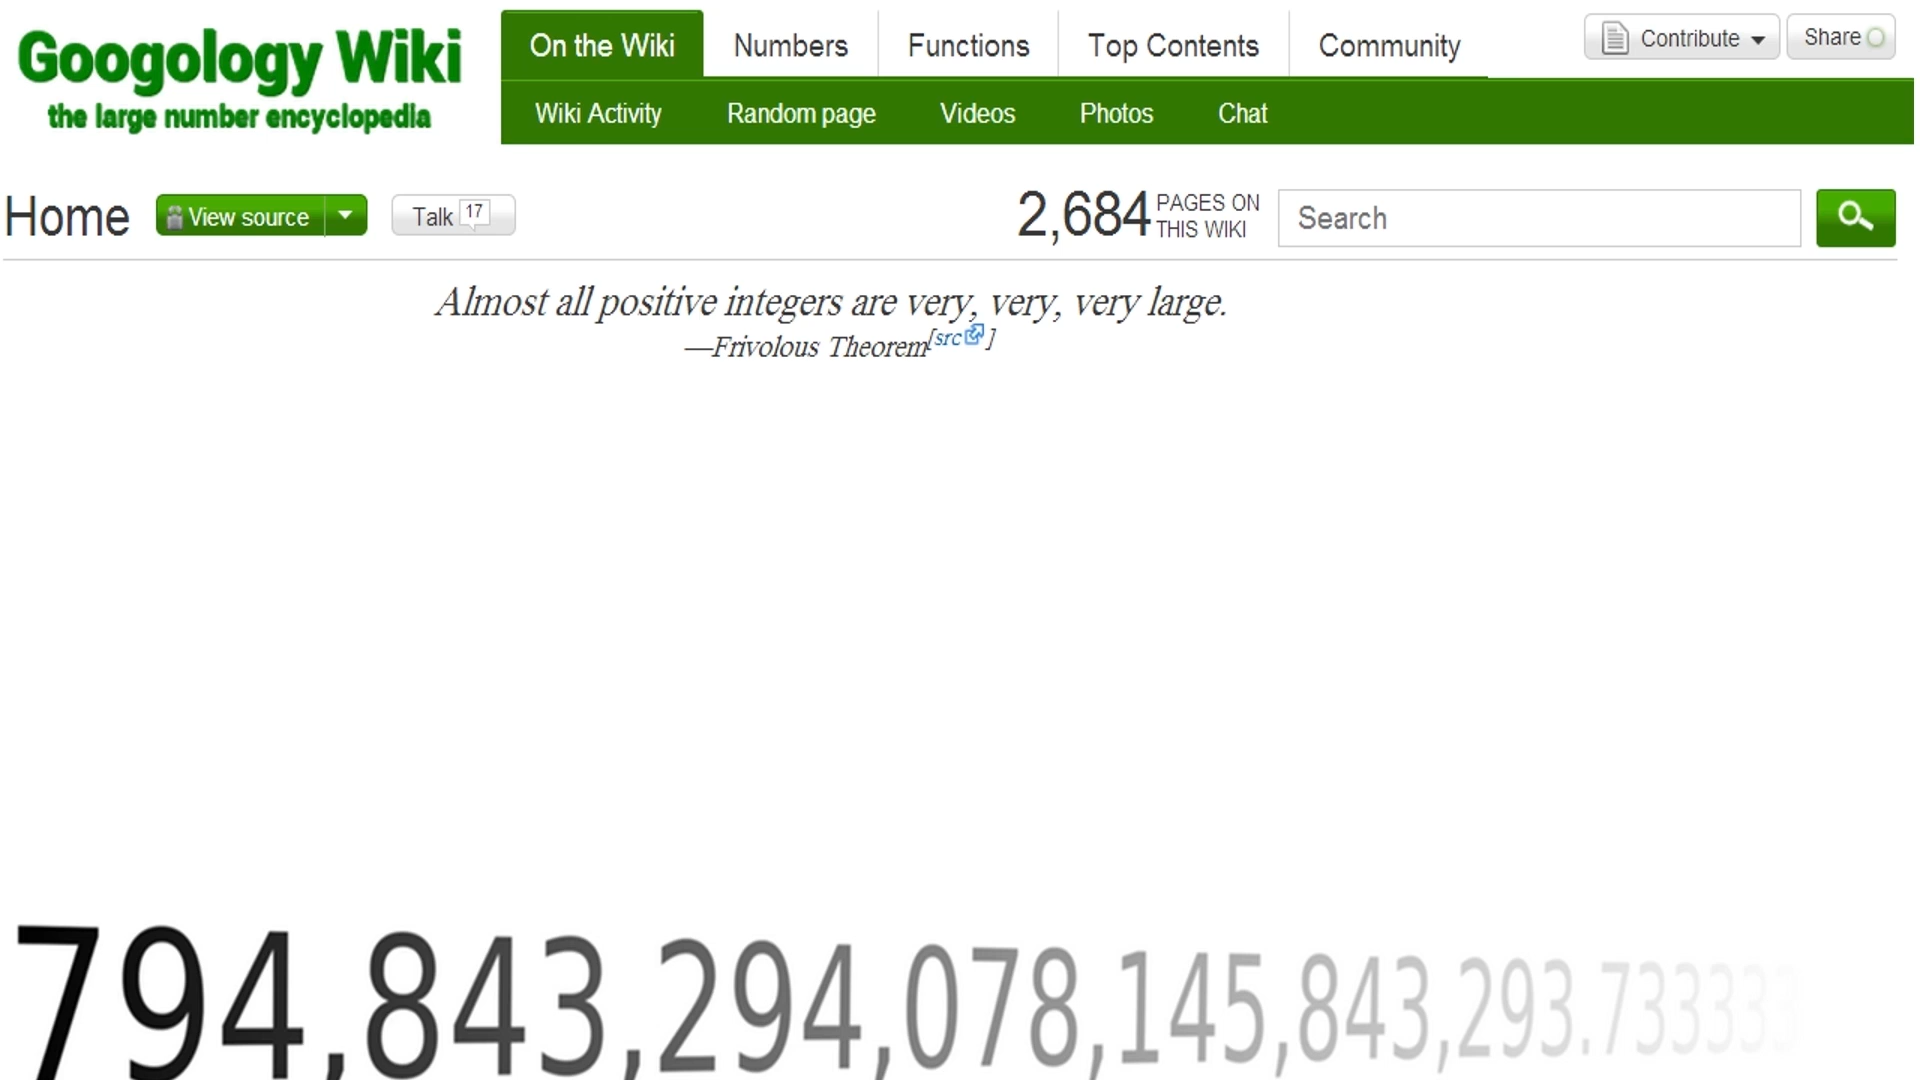 Googology Wiki
the large number encyclopedia
On the Wiki Numbers Functions Top Contents Community
Contribute Share
Wiki Activity Random page Videos Photos Chat
Home View source Talk 17
2,684 PAGES ON THIS WIKI
Search
Almost all positive integers are very, very, very large.
—Frivolous Theorem[src]
794,843,294,078,145,843,293.733333